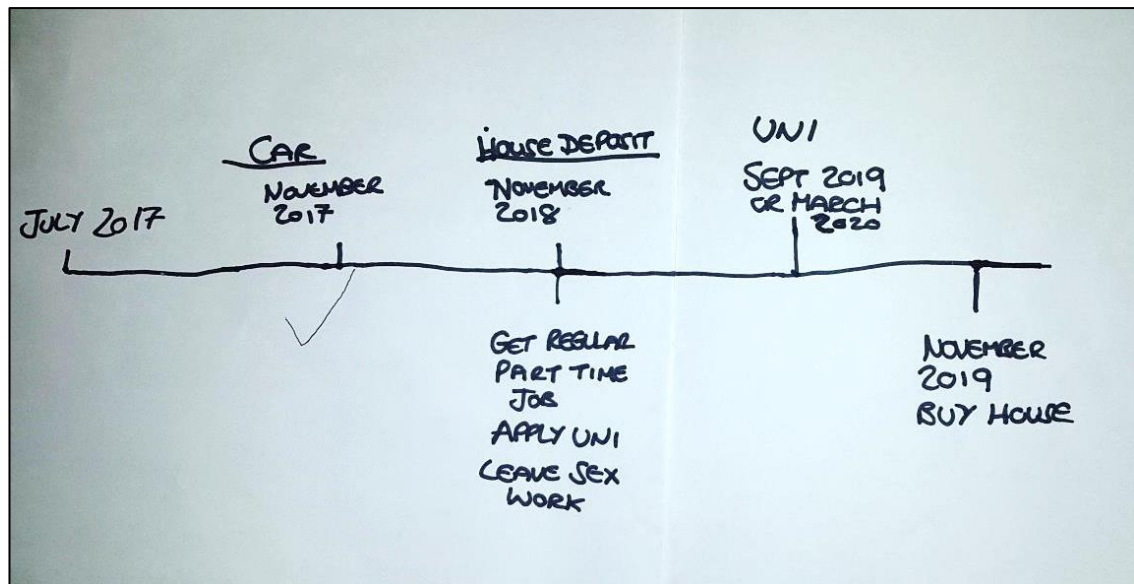 JULY 2017
CAR
NOVEMBER
2017
HOUSE DEPOSIT
NOVEMBER
2018
GET REGULAR
PART TIME
JOB
APPLY UNI
LEAVE SEX
WORK
UNI
SEPT 2019
OR MARCH
2020
NOVEMBER
2019
BUY HOUSE